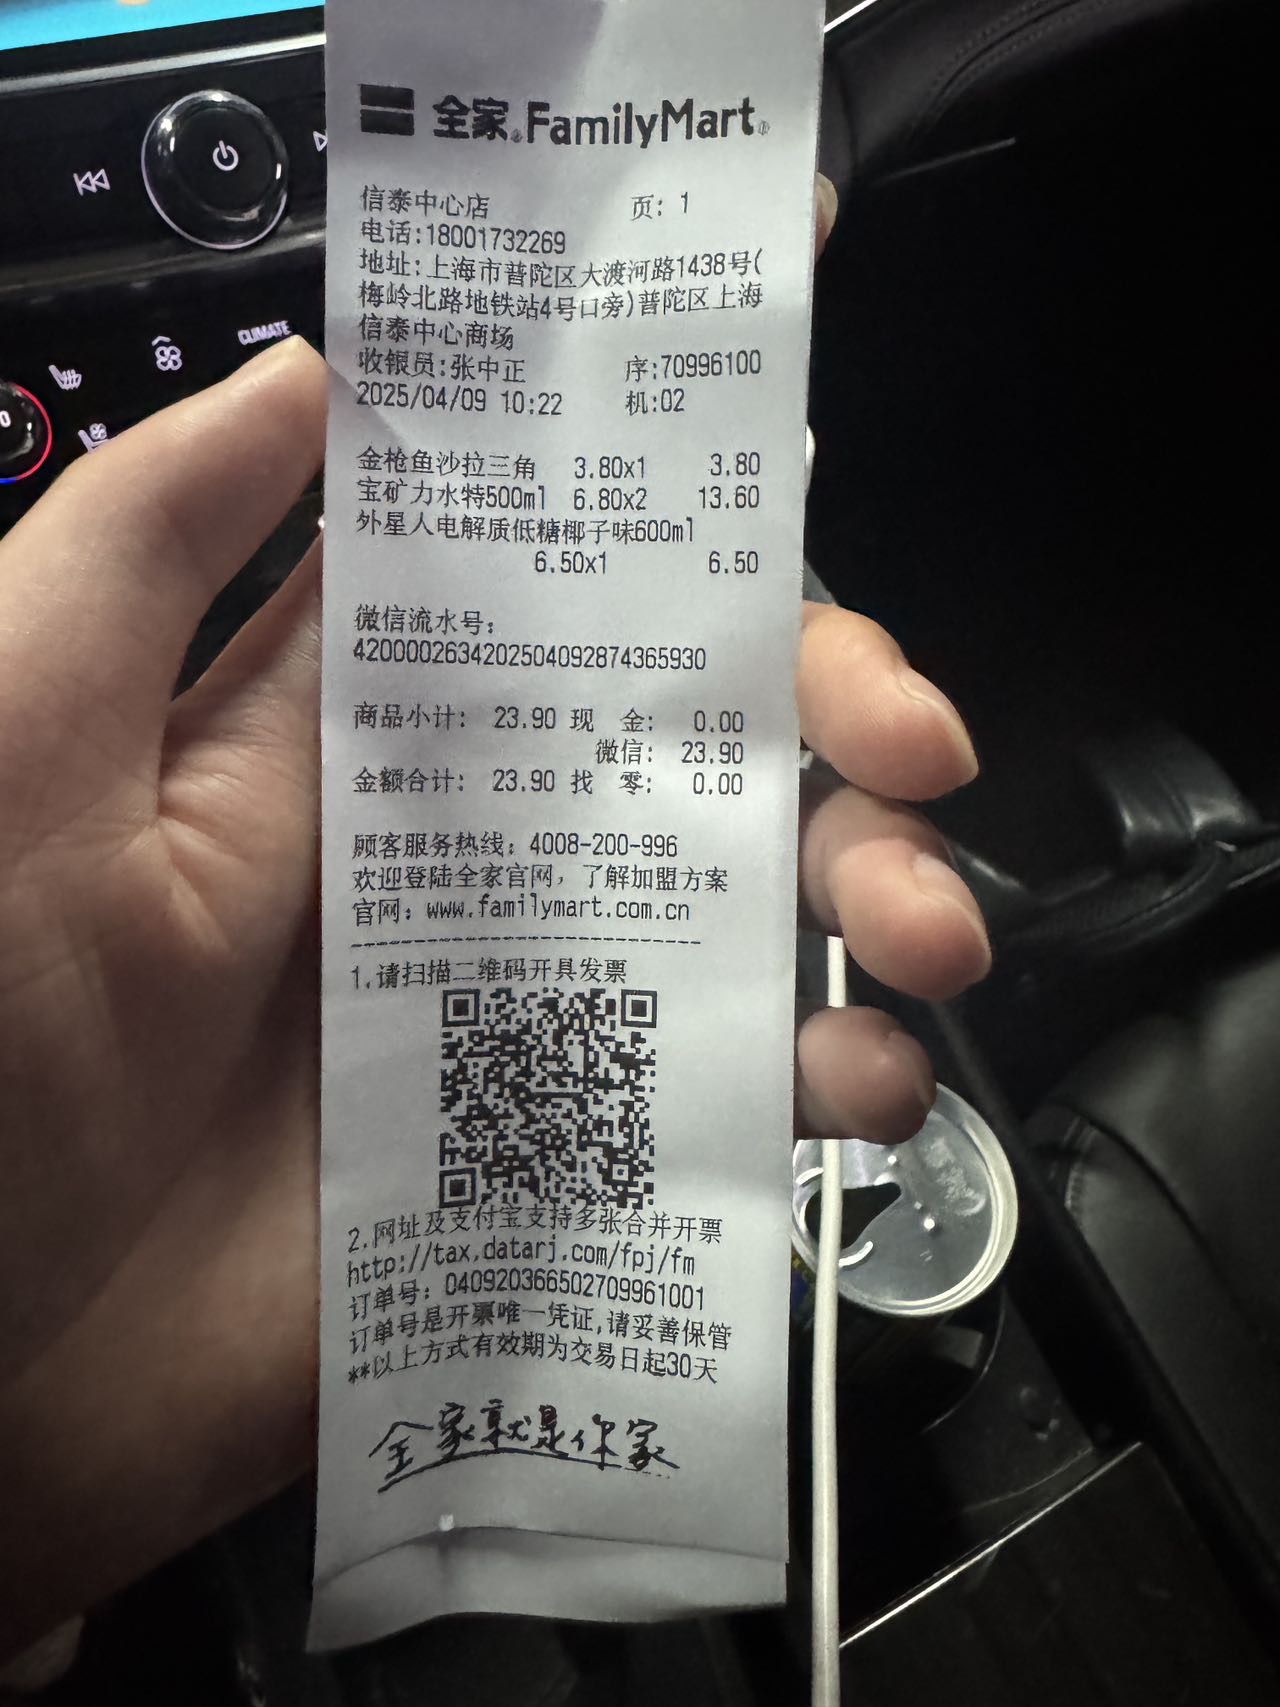 CLIMATE
全家 FamilyMart
信泰中心店 页: 1
电话:18001732269
地址:上海市普陀区大渡河路1438号(
梅岭北路地铁站4号口旁)普陀区上海
信泰中心商场
收银员:张中正 序:70996100
2025/04/09 10:22 机:02
金枪鱼沙拉三角 3.80x1 3.80
宝矿力水特500ml 6.80x2 13.60
外星人电解质低糖椰子味600ml
6.50x1 6.50
微信流水号:
4200002634202504092874365930
商品小计: 23.90 现 金: 0.00
微信: 23.90
金额合计: 23.90 找 零: 0.00
顾客服务热线: 4008-200-996
欢迎登陆全家官网，了解加盟方案
官网: www.familymart.com.cn
1.请扫描二维码开具发票
2.网址及支付宝支持多张合并开票
http://tax.datarj.com/fpj/fm
订单号: 040920366502709961001
订单号是开票唯一凭证,请妥善保管
**以上方式有效期为交易日起30天
全家就是你家